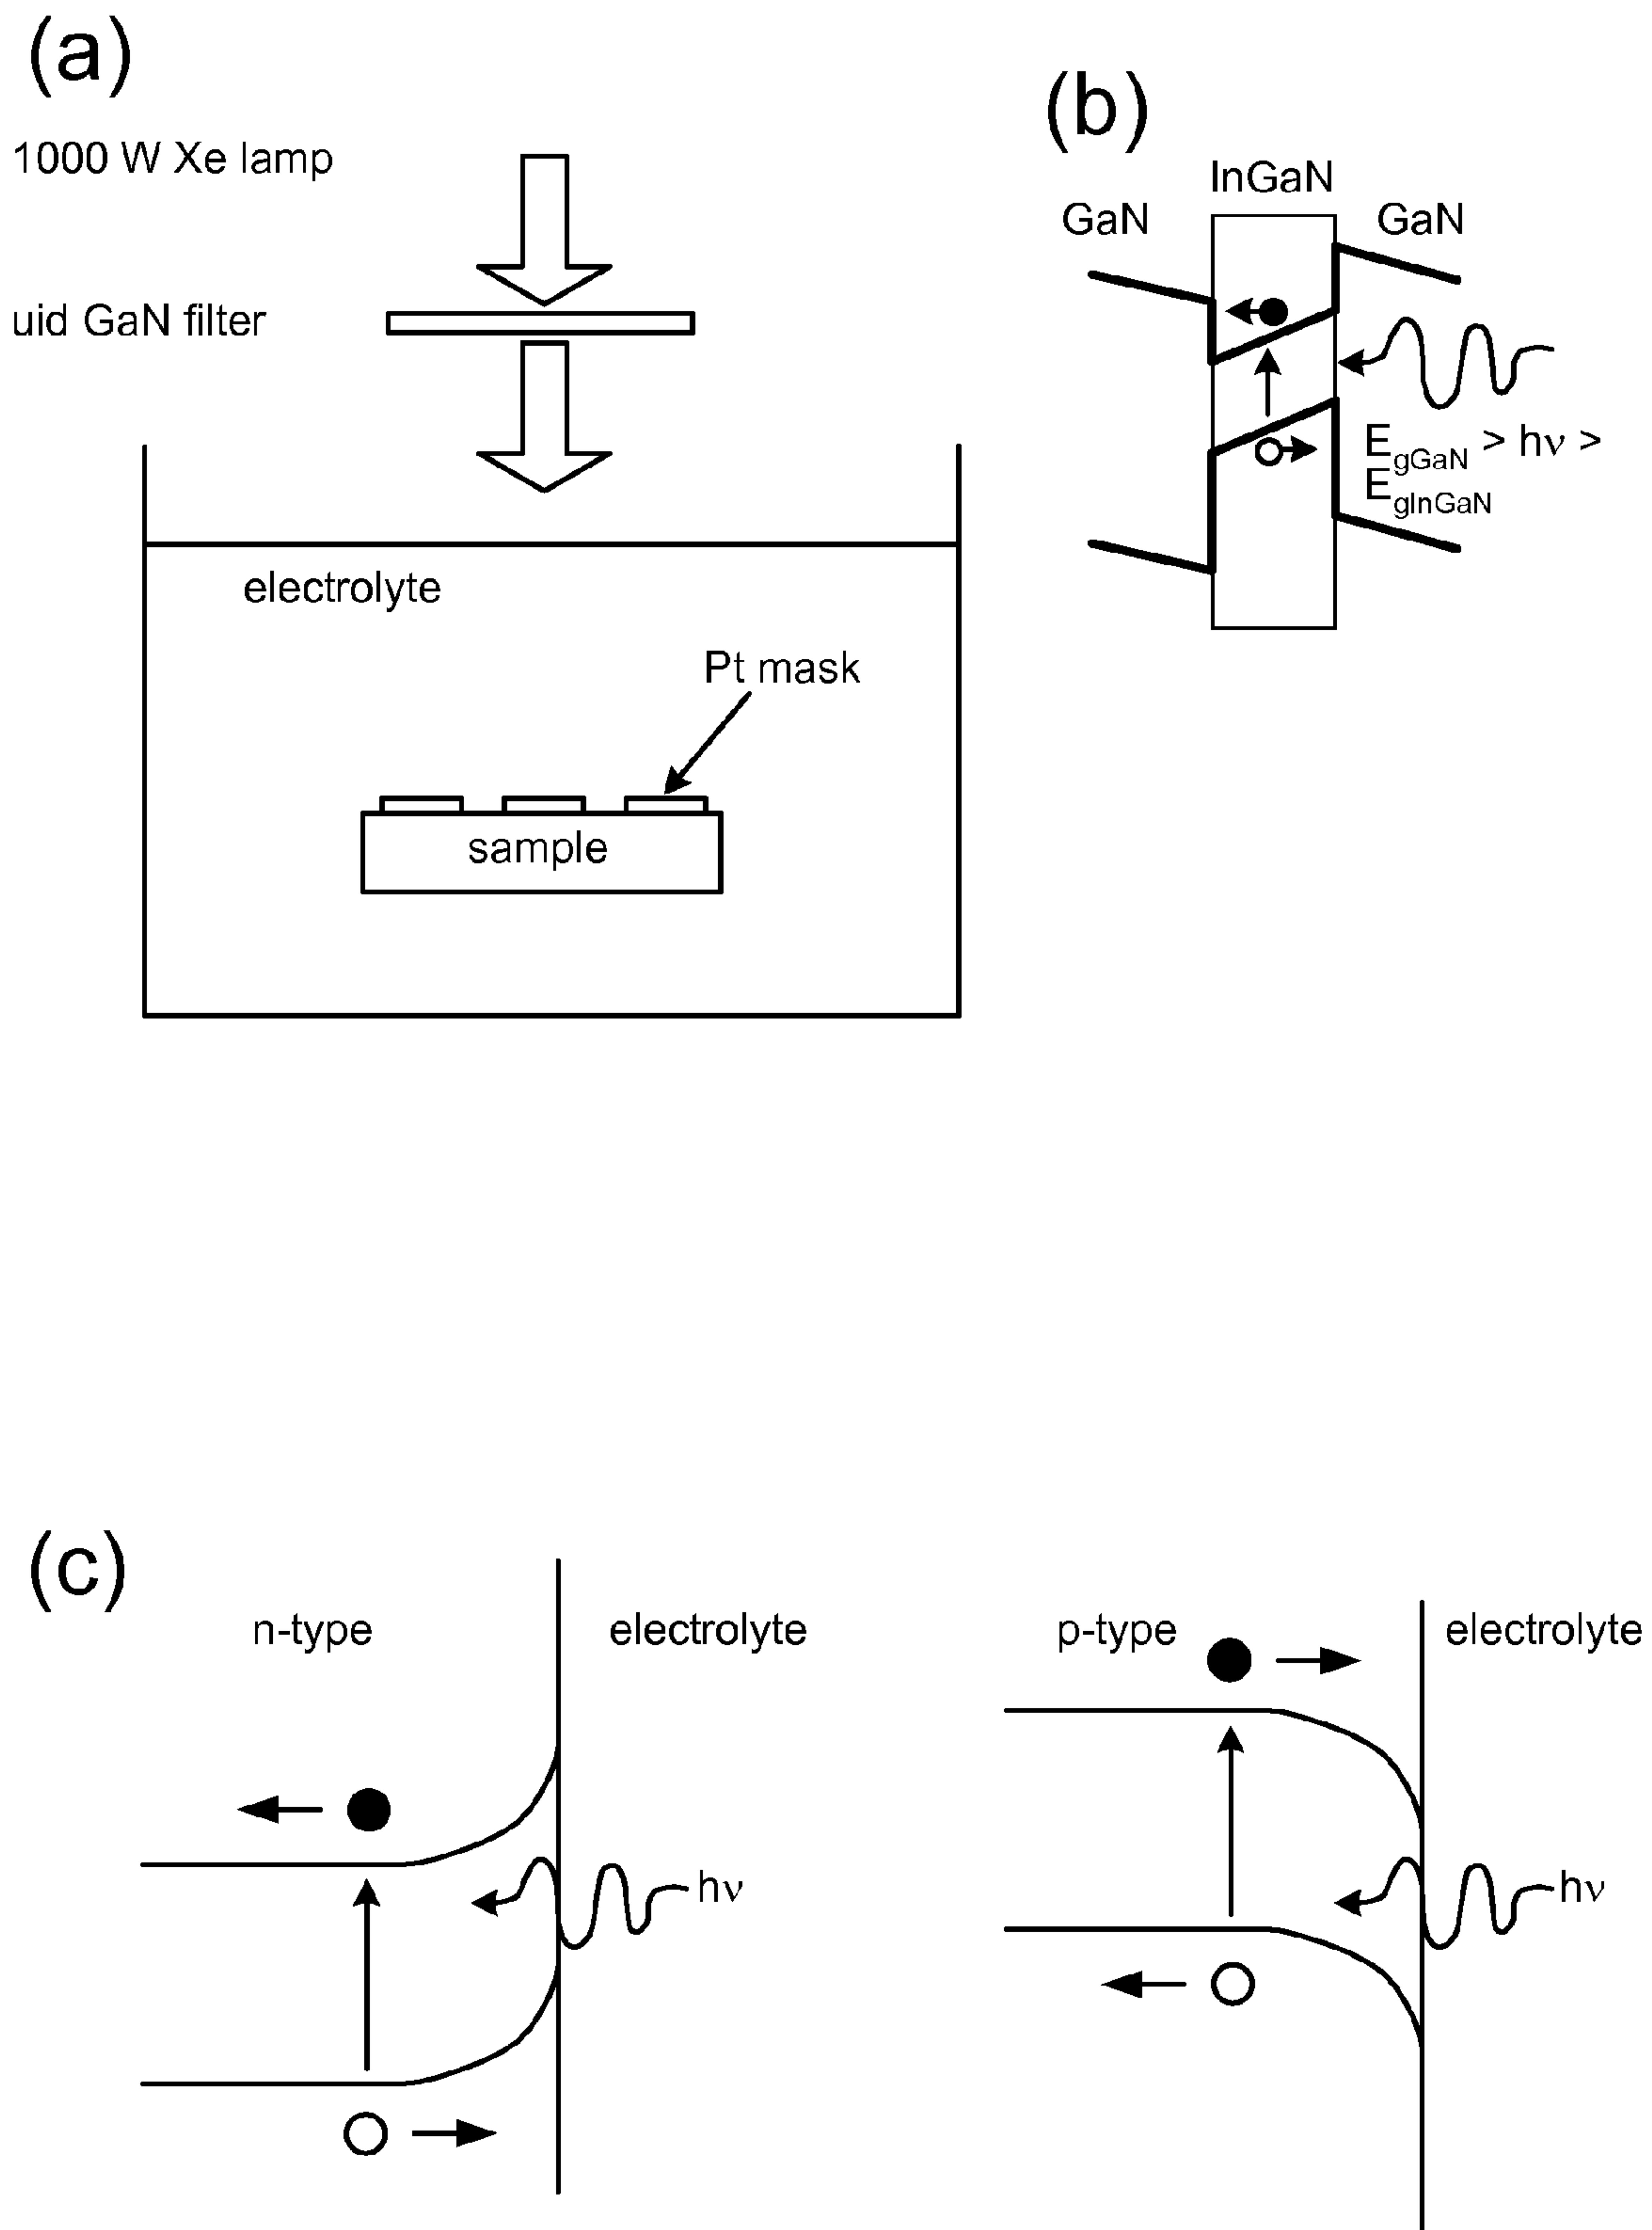 (a)
1000 W Xe lamp
uid GaN filter
electrolyte
Pt mask
sample
(b)
InGaN
GaN
GaN
EgGaN > hν >
EgInGaN
(c)
n-type
electrolyte
hν
p-type
electrolyte
hν